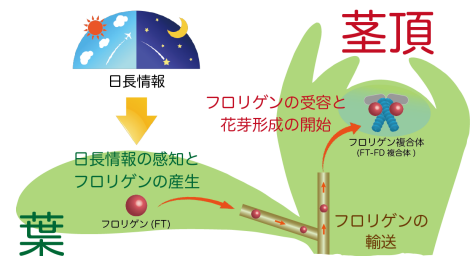 茎頂
日長情報
フロリゲンの受容と
花芽形成の開始
フロリゲン複合体
(FT-FD 複合体)
日長情報の感知と
フロリゲンの産生
フロリゲン (FT)
葉
フロリゲンの
輸送